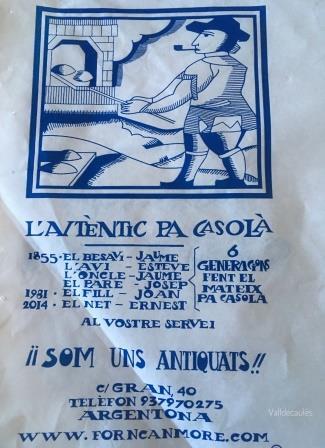 L'AUTÈNTIC PA CASOLÀ
1855 · EL BESAVI - JAUME
L'AVI - ESTEVE
L'ONCLE - JAUME
EL PARE - JOSEP
1981 · EL FILL - JOAN
2014 · EL NET - ERNEST
6
GENERACIONS
FENT EL
MATEIX
PA CASOLÀ
AL VOSTRE SERVEI
¡¡SOM UNS ANTIQUATS!!
C/ GRAN, 40
TELÈFON 937970275
ARGENTONA
WWW.FORNCANMORE.COM
Valldecaules